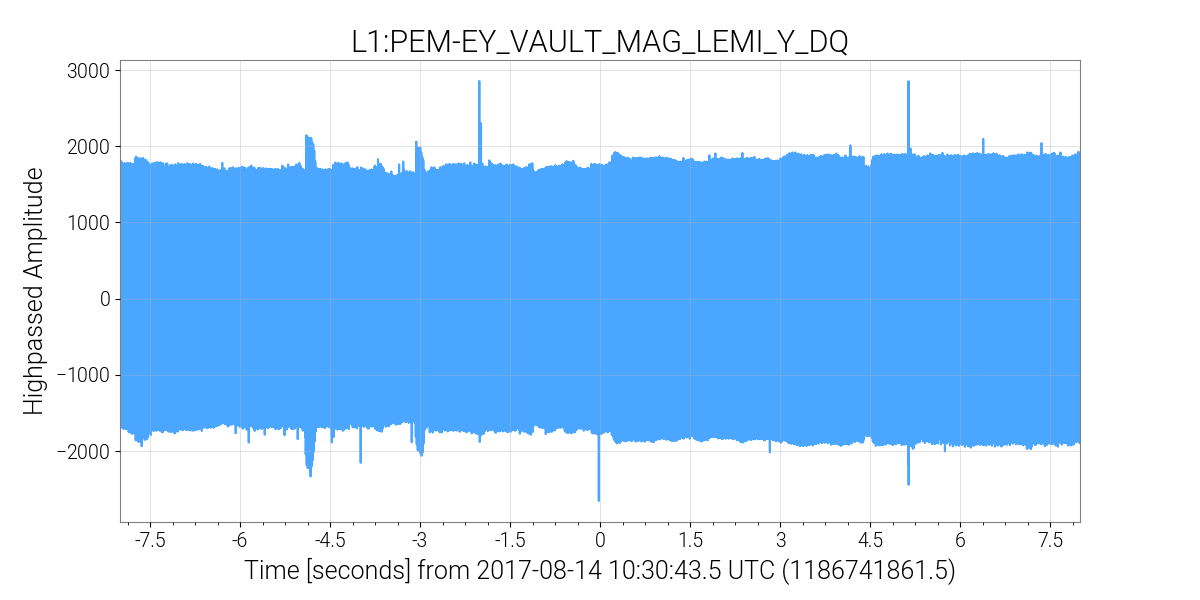 L1:PEM-EY_VAULT_MAG_LEMI_Y_DQ
3000
2000
1000
0
−1000
−2000
Highpassed Amplitude
-7.5 -6 -4.5 -3 -1.5 0 1.5 3 4.5 6 7.5
Time [seconds] from 2017-08-14 10:30:43.5 UTC (1186741861.5)